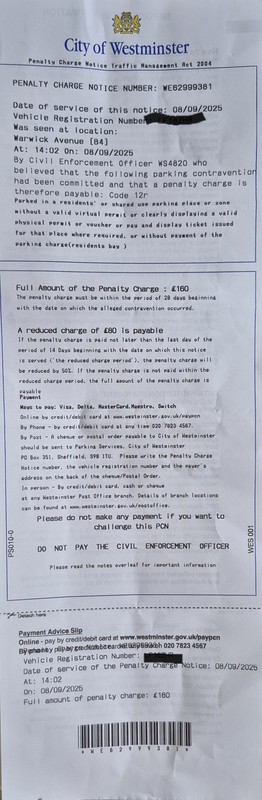 City of Westminster
Penalty Charge Notice Traffic Management Act 2004
PENALTY CHARGE NOTICE NUMBER: WE62999381
Date of service of this notice: 08/09/2025
Vehicle Registration Number
Was seen at location:
Warwick Avenue [B4]
At: 14:02 On: 08/09/2025
By Civil Enforcement Officer WS4820 who
believed that the following parking contravention
had been committed and that a penalty charge is
therefore payable: Code 12r
Parked in a residents' or shared use parking place or zone
without a valid virtual permit or clearly displaying a valid
physical permit or voucher or pay and display ticket issued
for that place where required, or without payment of the
parking charge(residents bay )
Full Amount of the Penalty Charge : £160
The penalty charge must be within the period of 28 days beginning
with the date on which the alleged contravention occurred.
A reduced charge of £80 is payable
If the penalty charge is paid not later than the last day of the
period of 14 Days beginning with the date on which this notice
is served ('the reduced charge period'), the penalty charge will
be reduced by 50%. If the penalty charge is not paid within the
reduced charge period, the full amount of the penalty charge is
payable
Payment
Ways to pay: Visa, Delta, MasterCard, Maestro, Switch
Online by credit/debit card at www.westminster.gov.uk/paypcn
By Phone - by credit/debit card at any time 020 7823 4567.
By Post - A cheque or postal order payable to City of Westminster
should be sent to Parking Services, City of Westminster
PO Box 351, Sheffield, S98 1TU. Please write the Penalty Charge
Notice number, the vehicle registration number and the payer's
address on the back of the cheque/Postal Order.
In person - By credit/debit card, cash or cheque
at any Westminster Post Office branch. Details of branch locations
can be found at www.westminster.gov.uk/postoffice.
Please do not make any payment if you want to
challenge this PCN
DO NOT PAY THE CIVIL ENFORCEMENT OFFICER
Please read the notes overleaf for important information
PS010-0
WES.001
Detach here
Payment Advice Slip
Online - pay by credit/debit card at www.westminster.gov.uk/paypcn
020 7823 4567
Vehicle Registration Number:
Date of service of the Penalty Charge Notice: 08/09/2025
At: 14:02
On: 08/09/2025
Full amount of penalty charge: £160
*WE62999381*